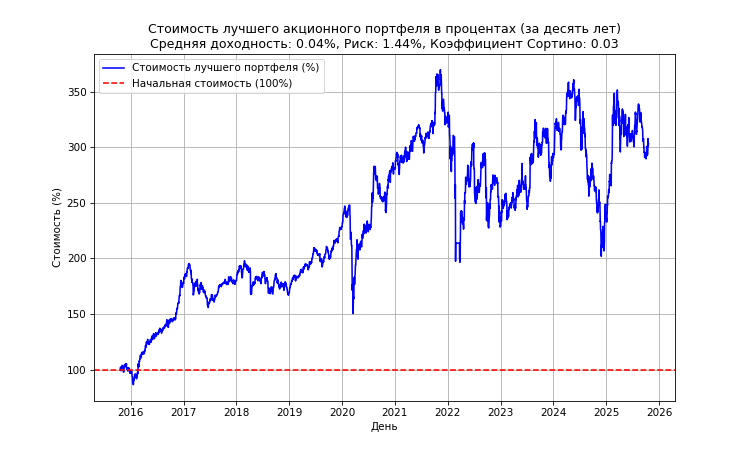 Стоимость лучшего акционного портфеля в процентах (за десять лет)
Средняя доходность: 0.04%, Риск: 1.44%, Коэффициент Сортино: 0.03
Стоимость лучшего портфеля (%)
Начальная стоимость (100%)
Стоимость (%)
350
300
250
200
150
100
2016 2017 2018 2019 2020 2021 2022 2023 2024 2025 2026
День